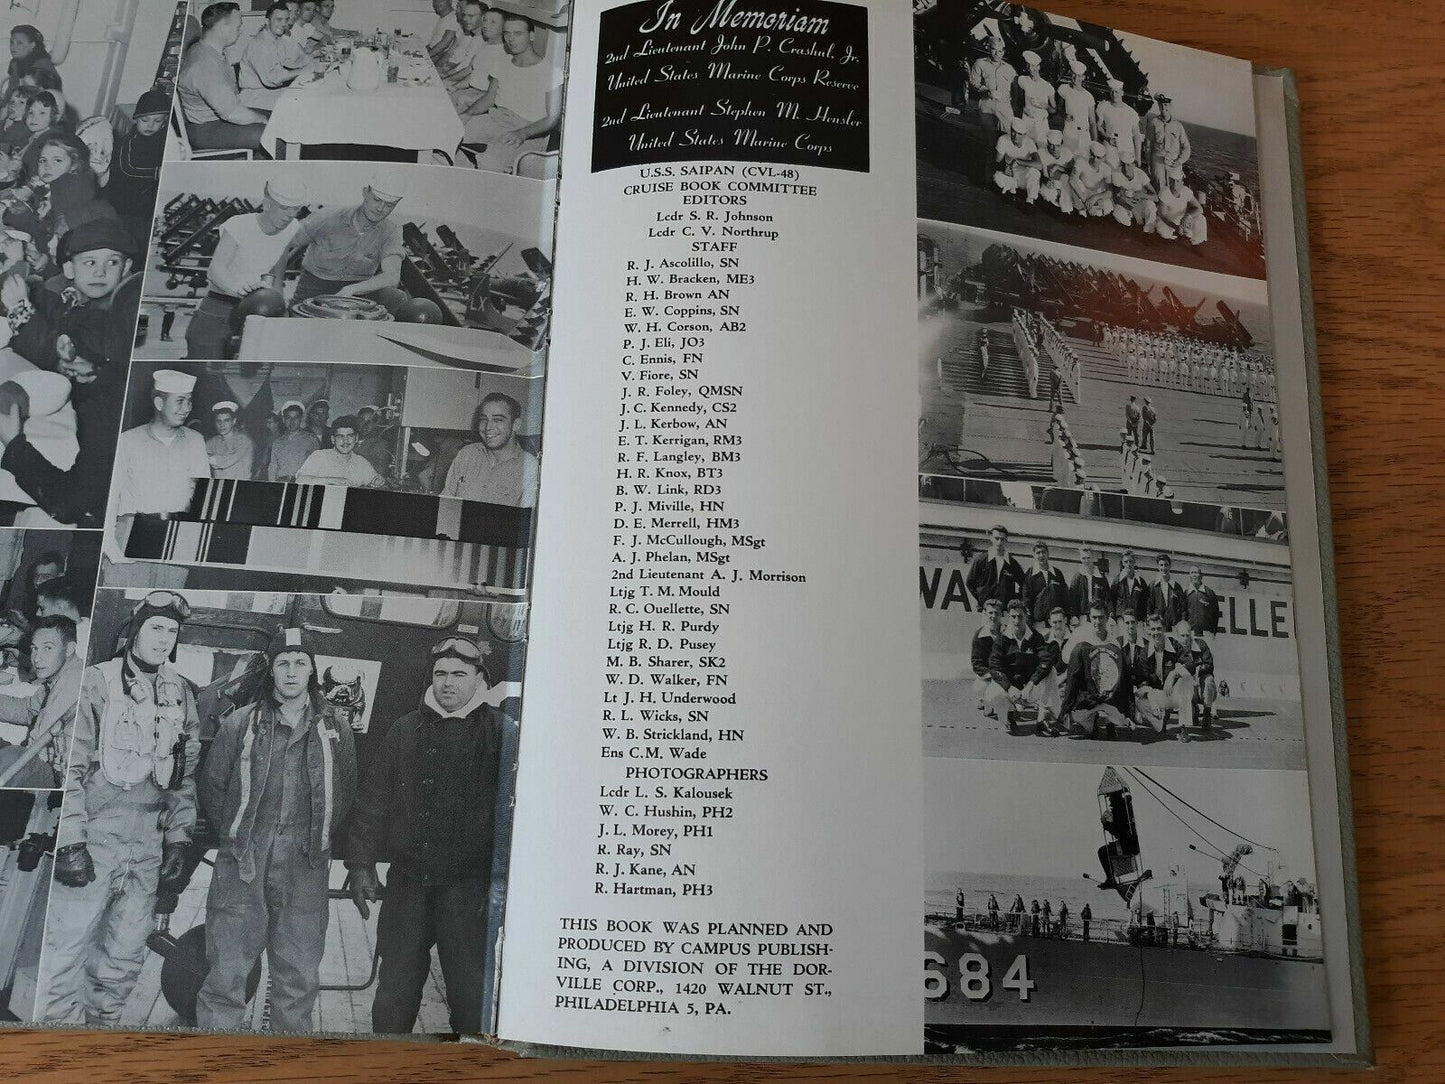 In Memoriam
2nd Lieutenant John P. Crashul, Jr.
United States Marine Corps Reserve
2nd Lieutenant Stephen M. Hensler
United States Marine Corps
U.S.S. SAIPAN (CVL-48)
CRUISE BOOK COMMITTEE
EDITORS
Lcdr S. R. Johnson
Lcdr C. V. Northrup
STAFF
R. J. Ascolillo, SN
H. W. Bracken, ME3
R. H. Brown AN
E. W. Coppins, SN
W. H. Corson, AB2
P. J. Eli, JO3
C. Ennis, FN
V. Fiore, SN
J. R. Foley, QMSN
J. C. Kennedy, CS2
J. L. Kerbow, AN
E. T. Kerrigan, RM3
R. F. Langley, BM3
H. R. Knox, BT3
B. W. Link, RD3
P. J. Miville, HN
D. E. Merrell, HM3
F. J. McCullough, MSgt
A. J. Phelan, MSgt
2nd Lieutenant A. J. Morrison
Ltjg T. M. Mould
R. C. Ouellette, SN
Ltjg H. R. Purdy
Ltjg R. D. Pusey
M. B. Sharer, SK2
W. D. Walker, FN
Lt J. H. Underwood
R. L. Wicks, SN
W. B. Strickland, HN
Ens C.M. Wade
PHOTOGRAPHERS
Lcdr L. S. Kalousek
W. C. Hushin, PH2
J. L. Morey, PH1
R. Ray, SN
R. J. Kane, AN
R. Hartman, PH3
THIS BOOK WAS PLANNED AND
PRODUCED BY CAMPUS PUBLISH-
ING, A DIVISION OF THE DOR-
VILLE CORP., 1420 WALNUT ST.,
PHILADELPHIA 5, PA.
WA ELLE
684